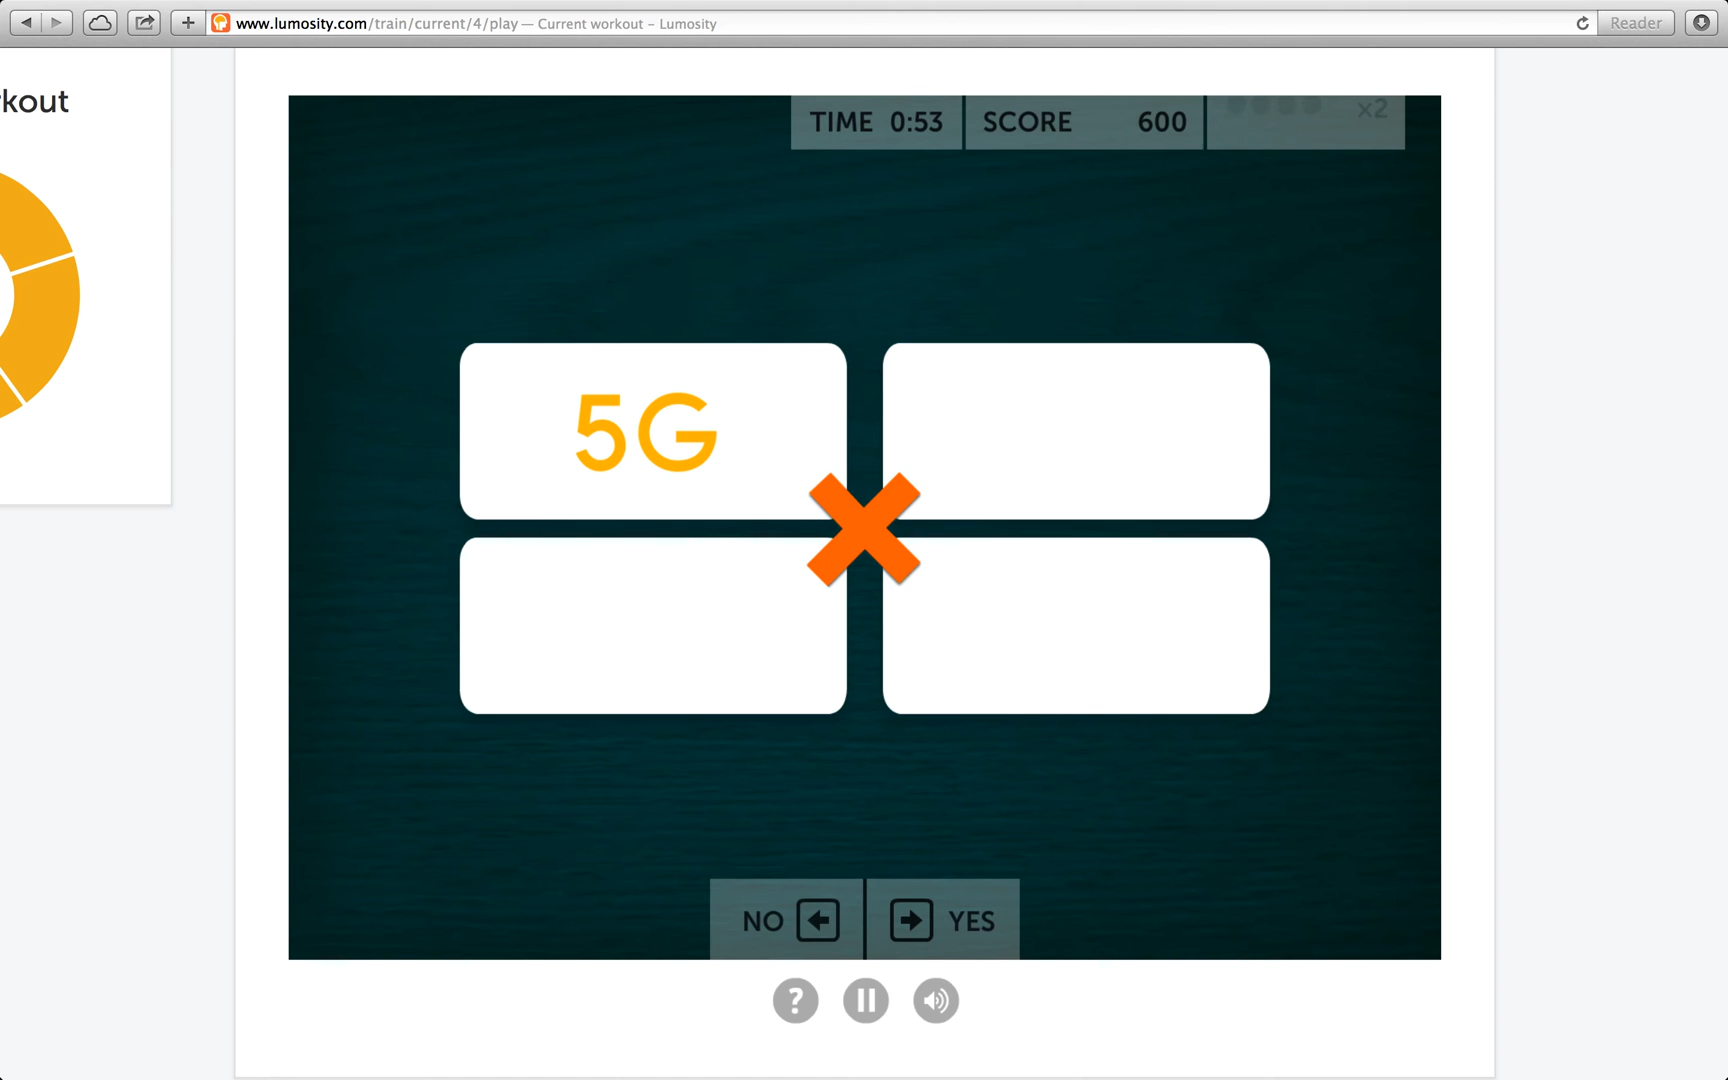 www.lumosity.com/train/current/4/play — Current workout – Lumosity
Reader
kout
TIME 0:53
SCORE 600
x2
5G
NO
YES
?